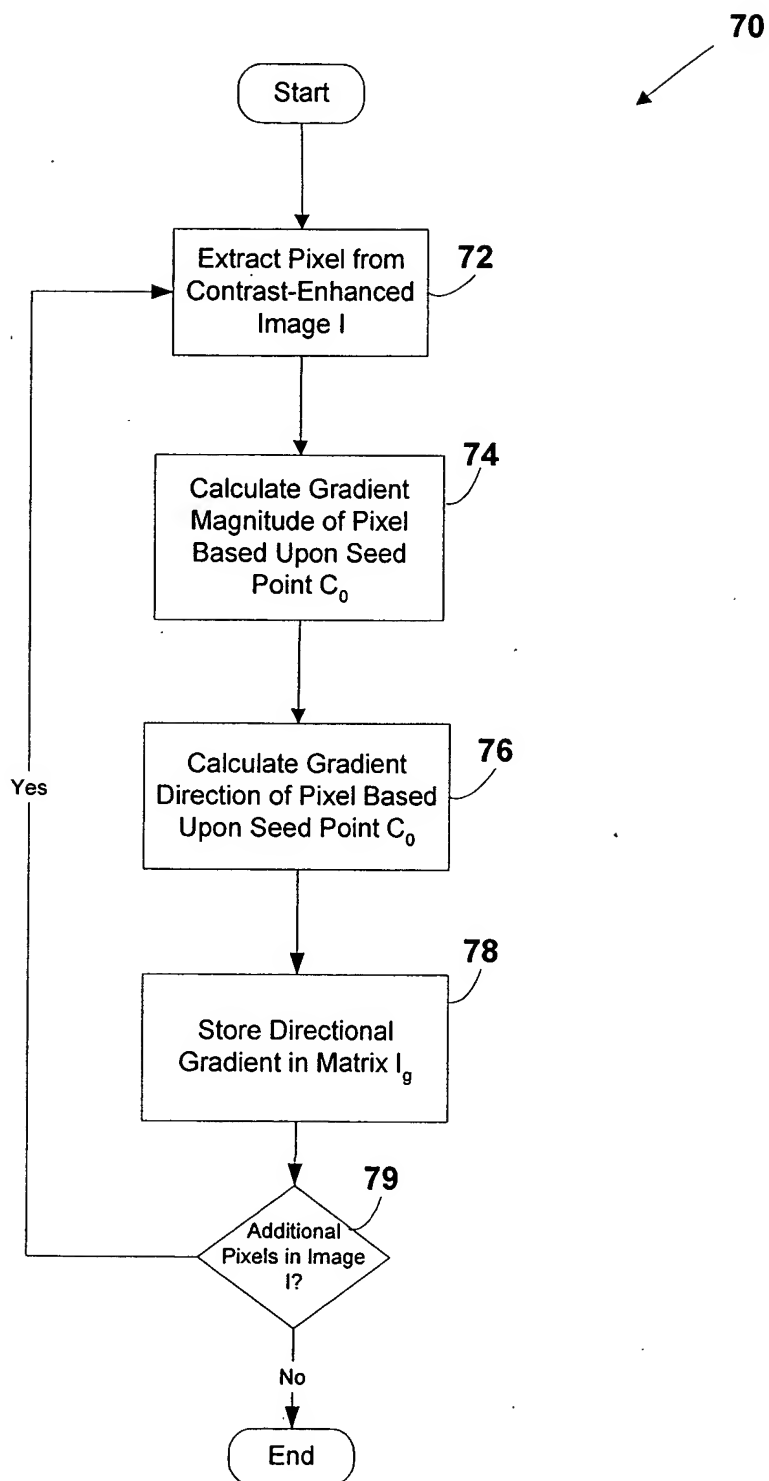 70
Start
Extract Pixel from
Contrast-Enhanced
Image I
72
Calculate Gradient
Magnitude of Pixel
Based Upon Seed
Point C₀
74
Calculate Gradient
Direction of Pixel Based
Upon Seed Point C₀
76
Yes
Store Directional
Gradient in Matrix I_g
78
Additional
Pixels in Image
I?
79
No
End